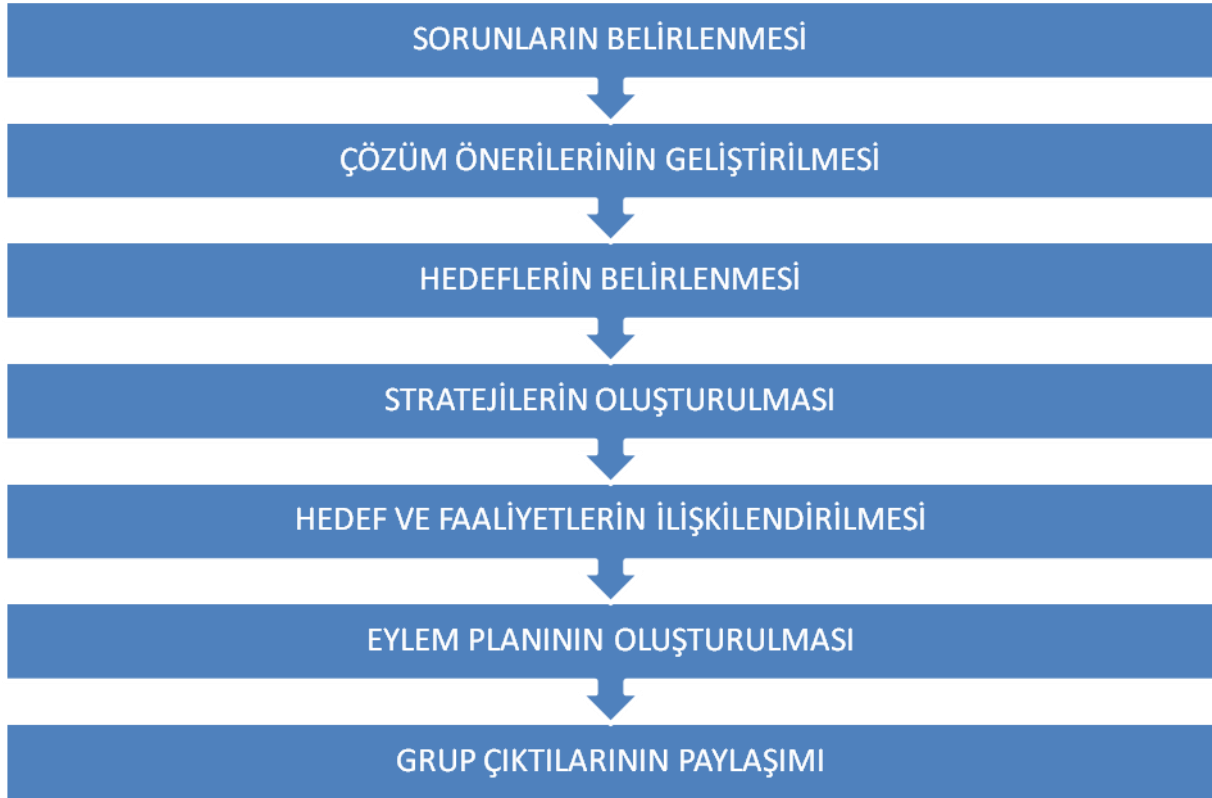 SORUNLARIN BELİRLENMESİ
ÇÖZÜM ÖNERİLERİNİN GELİŞTİRİLMESİ
HEDEFLERİN BELİRLENMESİ
STRATEJİLERİN OLUŞTURULMASI
HEDEF VE FAALİYETLERİN İLİŞKİLENDİRİLMESİ
EYLEM PLANININ OLUŞTURULMASI
GRUP ÇIKTILARININ PAYLAŞIMI